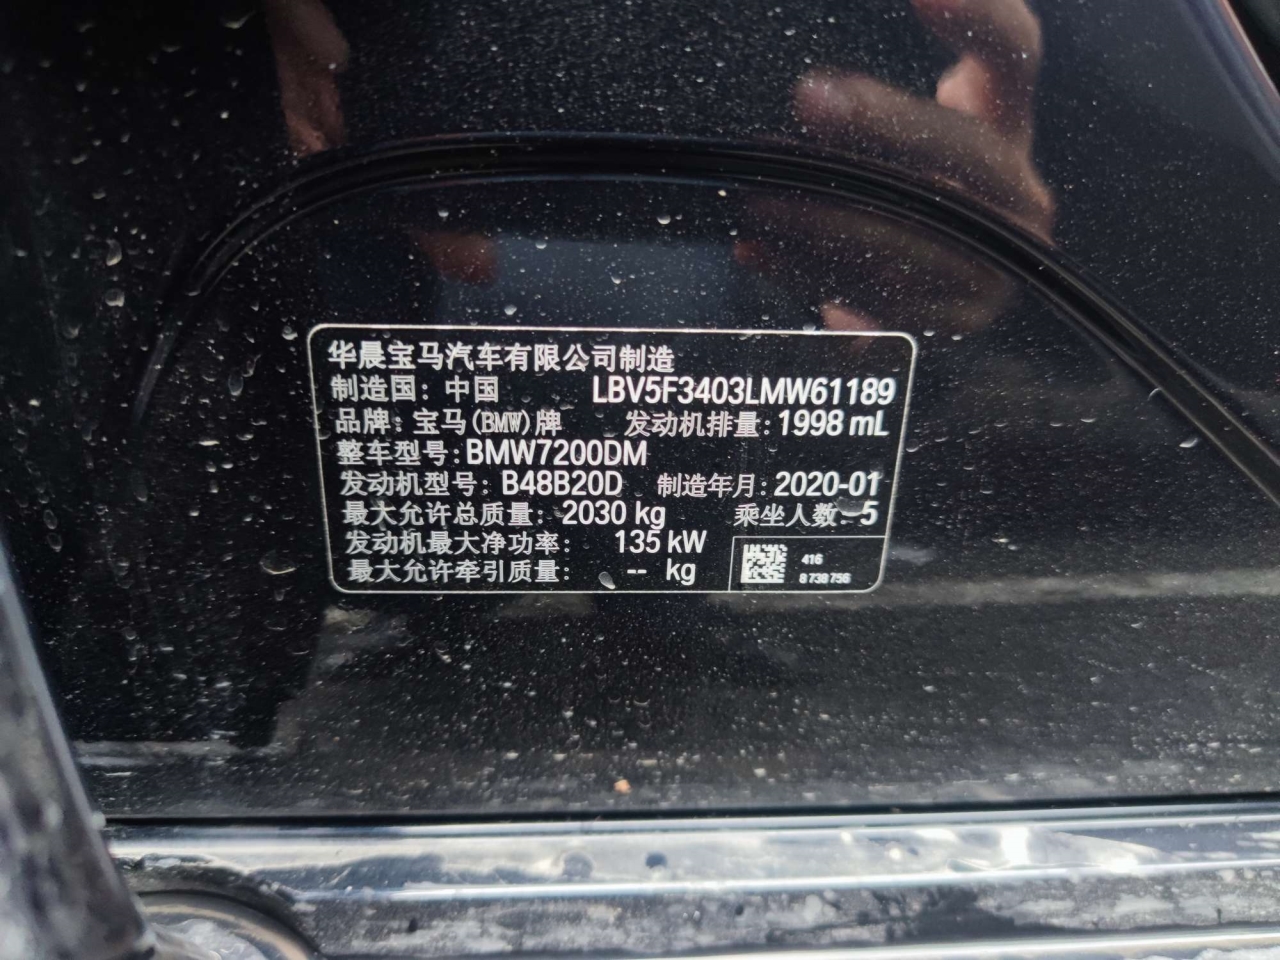 华晨宝马汽车有限公司制造
制造国: 中国 LBV5F3403LMW61189
品牌: 宝马(BMW)牌 发动机排量: 1998 mL
整车型号: BMW7200DM
发动机型号: B48B20D 制造年月: 2020-01
最大允许总质量: 2030 kg 乘坐人数: 5
发动机最大净功率: 135 kW
最大允许牵引质量: -- kg
416
8738756